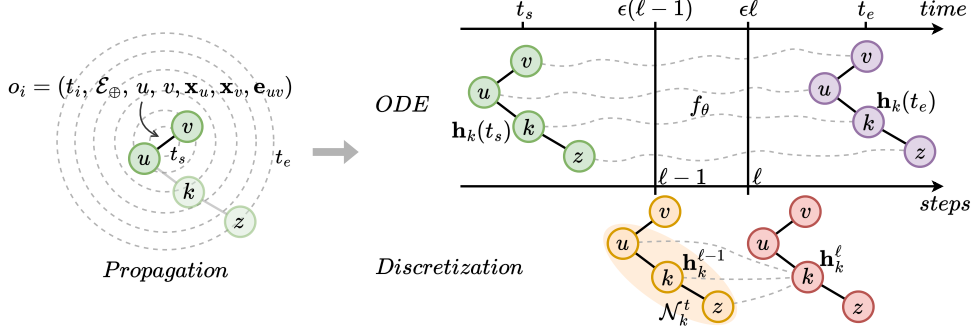 t_s ϵ(ℓ−1) ϵℓ t_e time
o_i = (t_i, ℰ_⊕, u, v, x_u, x_v, e_uv)
v
u
t_s
t_e
k
z
Propagation
ODE
v
u
h_k(t_s)
k
z
f_θ
v
u
h_k(t_e)
k
z
ℓ−1 ℓ
steps
Discretization
v
u
h_k^{ℓ−1}
k
z
𝒩_k^t
v
u
h_k^ℓ
k
z